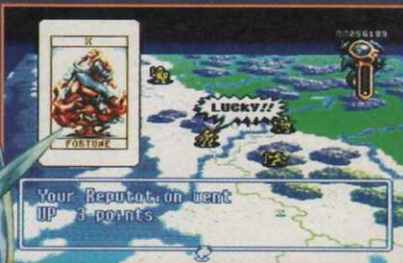 X
FORTUNE
LUCKY!!
Your Reputation went
UP 3 points